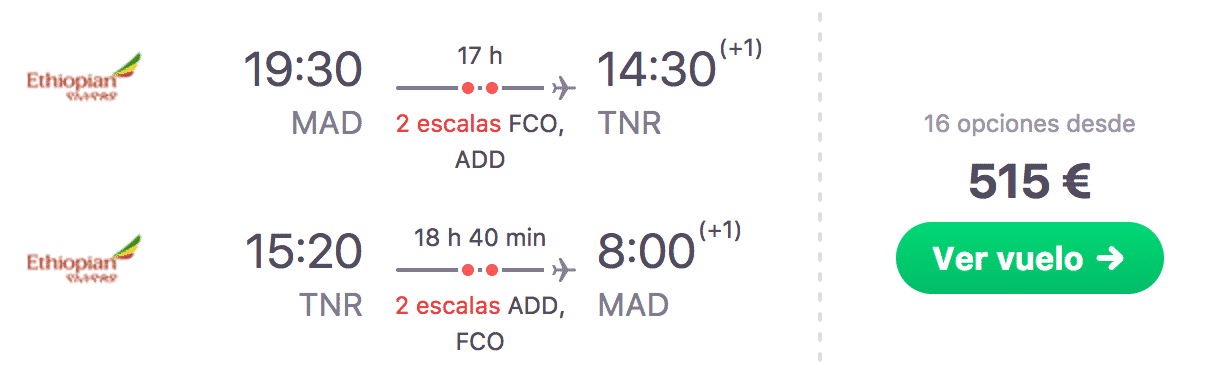 Ethiopian
19:30
MAD
17 h
2 escalas FCO,
ADD
14:30(+1)
TNR
Ethiopian
15:20
TNR
18 h 40 min
2 escalas ADD,
FCO
8:00(+1)
MAD
16 opciones desde
515 €
Ver vuelo →